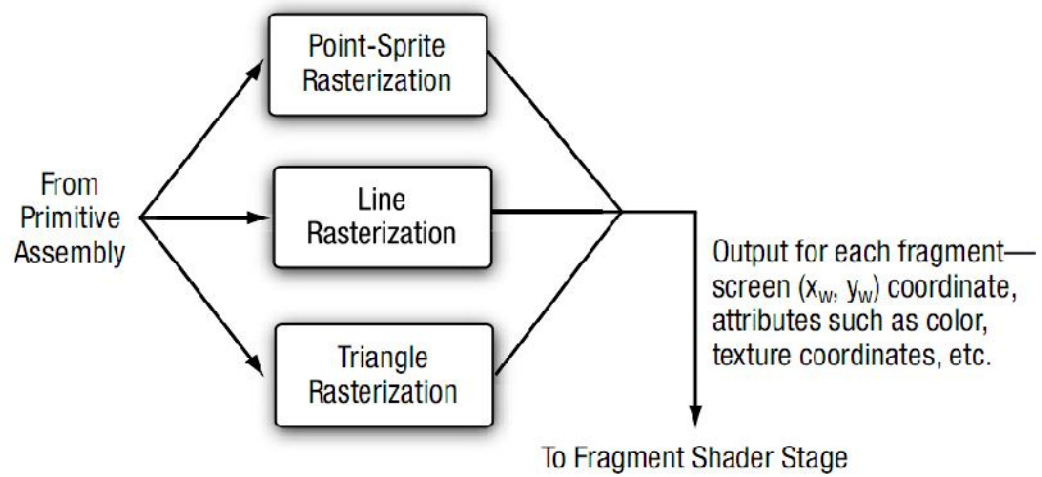 Point-Sprite
Rasterization
From
Primitive
Assembly
Line
Rasterization
Triangle
Rasterization
Output for each fragment—
screen (xw, yw) coordinate,
attributes such as color,
texture coordinates, etc.
To Fragment Shader Stage